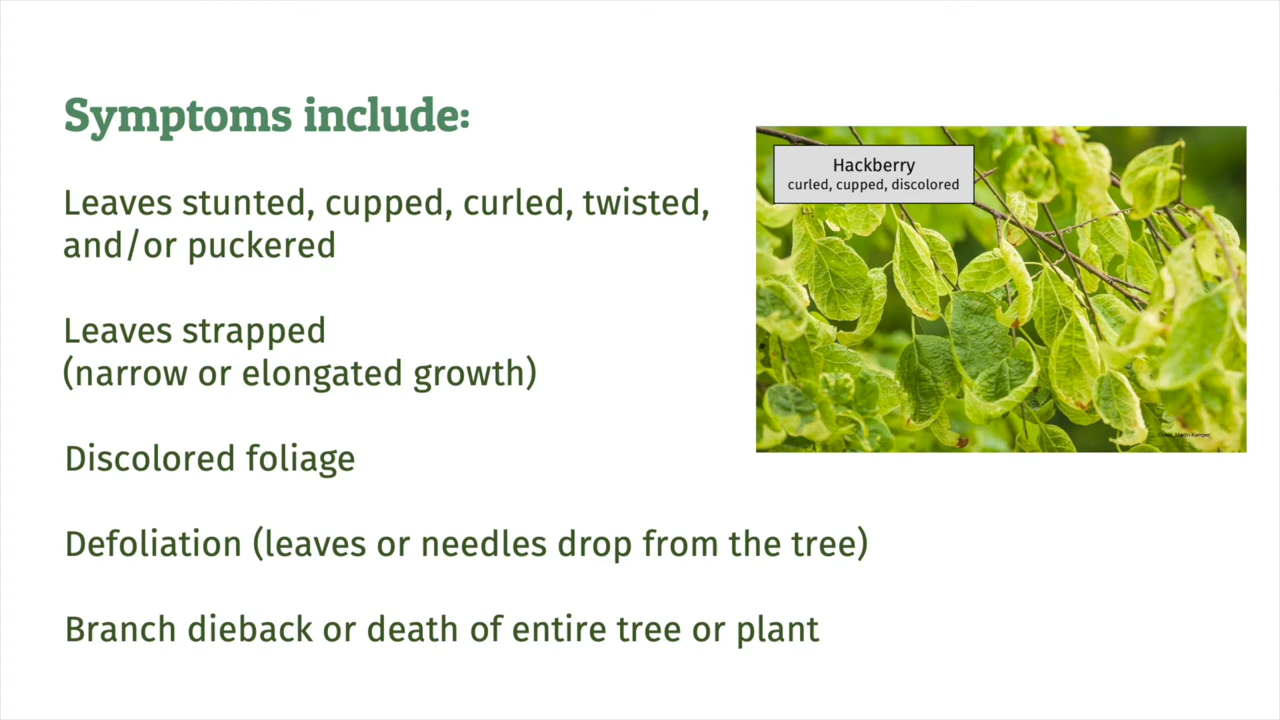 Symptoms include:
Leaves stunted, cupped, curled, twisted,
and/or puckered
Leaves strapped
(narrow or elongated growth)
Discolored foliage
Defoliation (leaves or needles drop from the tree)
Branch dieback or death of entire tree or plant
Hackberry
curled, cupped, discolored